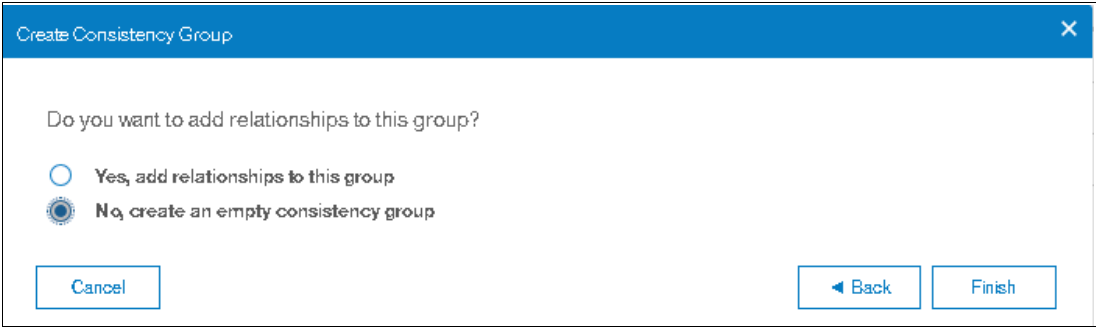 Create Consistency Group
Do you want to add relationships to this group?
Yes, add relationships to this group
No, create an empty consistency group
Cancel
Back
Finish